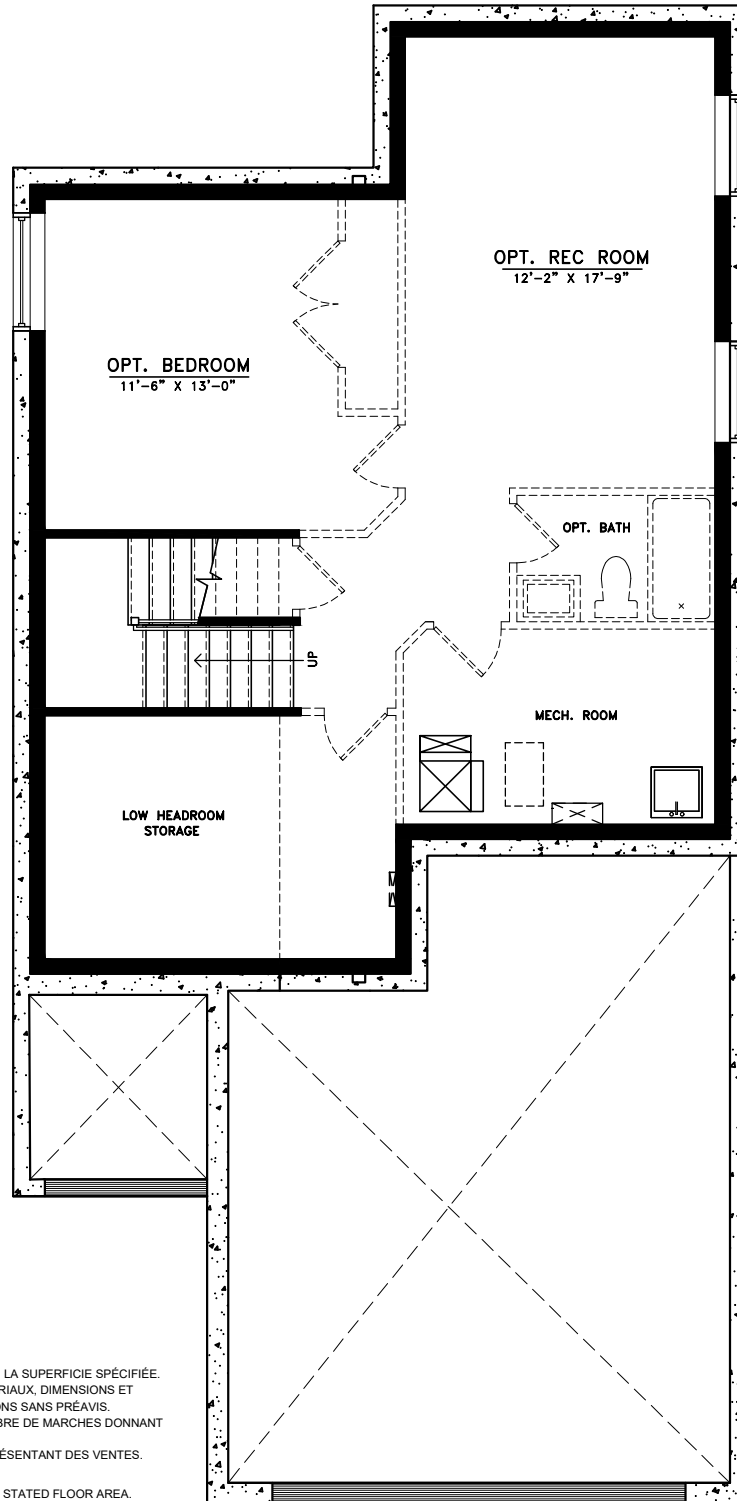 OPT. REC ROOM
12'-2" X 17'-9"
OPT. BEDROOM
11'-6" X 13'-0"
OPT. BATH
UP
MECH. ROOM
LOW HEADROOM
STORAGE
LA SUPERFICIE SPÉCIFIÉE.
RIAUX, DIMENSIONS ET
ONS SANS PRÉAVIS.
BRE DE MARCHES DONNANT
ÉSENTANT DES VENTES.
STATED FLOOR AREA.